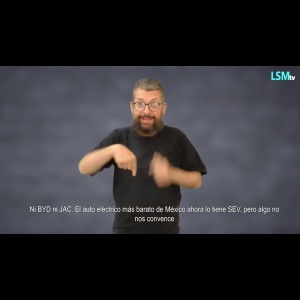 LSMtv
Ni BYD ni JAC. El auto eléctrico más barato de México ahora lo tiene SEV, pero algo no
nos convence